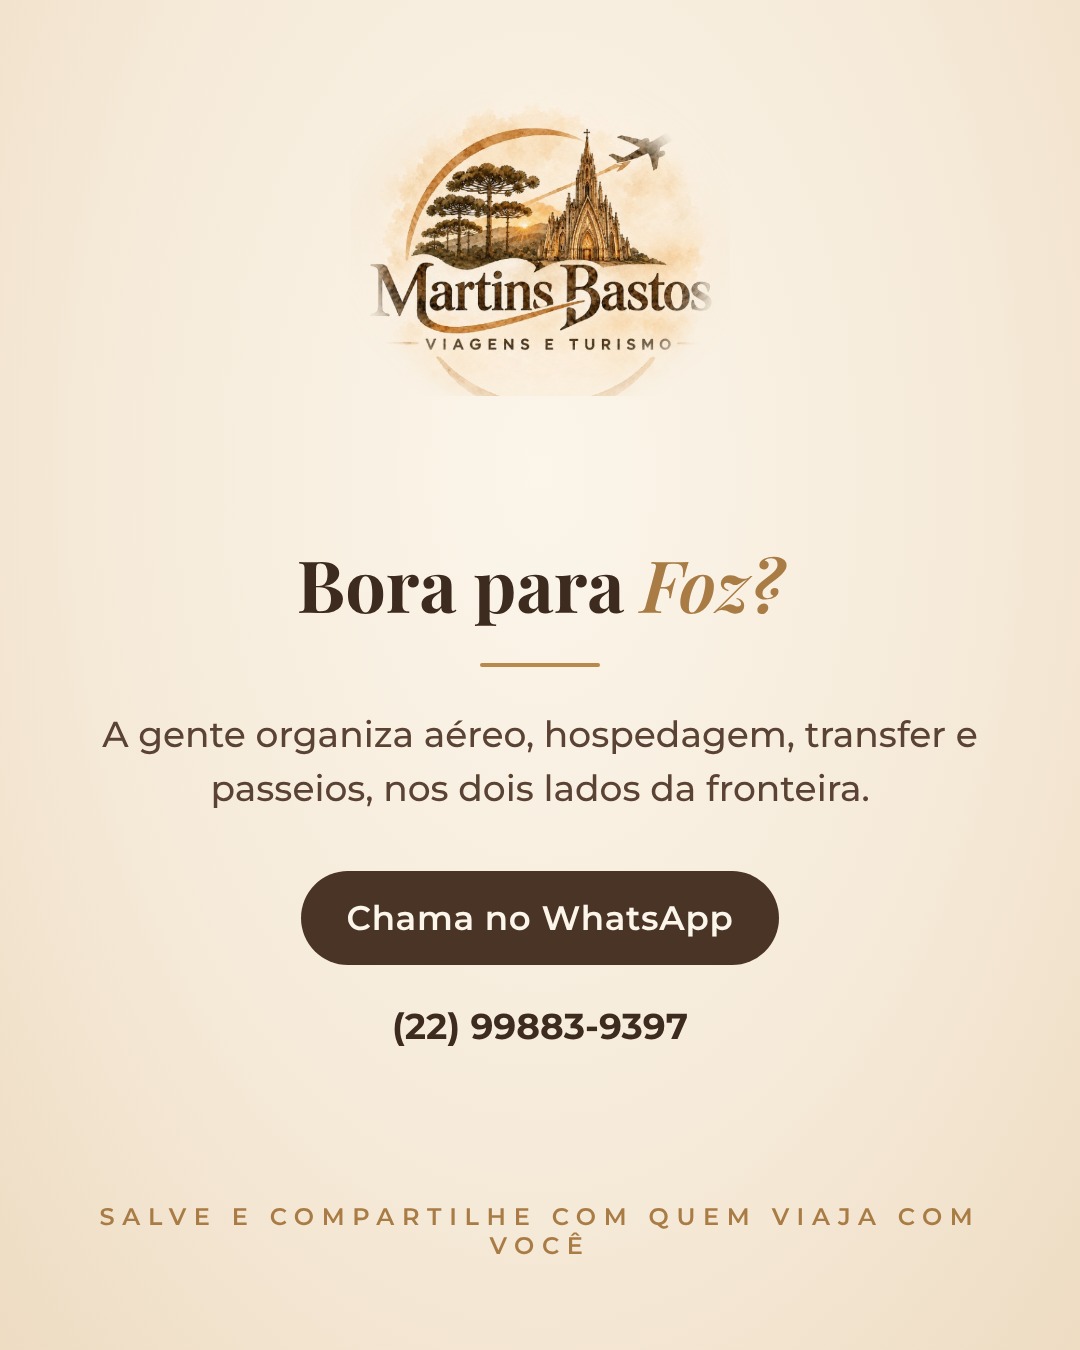 Martins Bastos
VIAGENS E TURISMO
Bora para Foz?
A gente organiza aéreo, hospedagem, transfer e
passeios, nos dois lados da fronteira.
Chama no WhatsApp
(22) 99883-9397
SALVE E COMPARTILHE COM QUEM VIAJA COM
VOCÊ